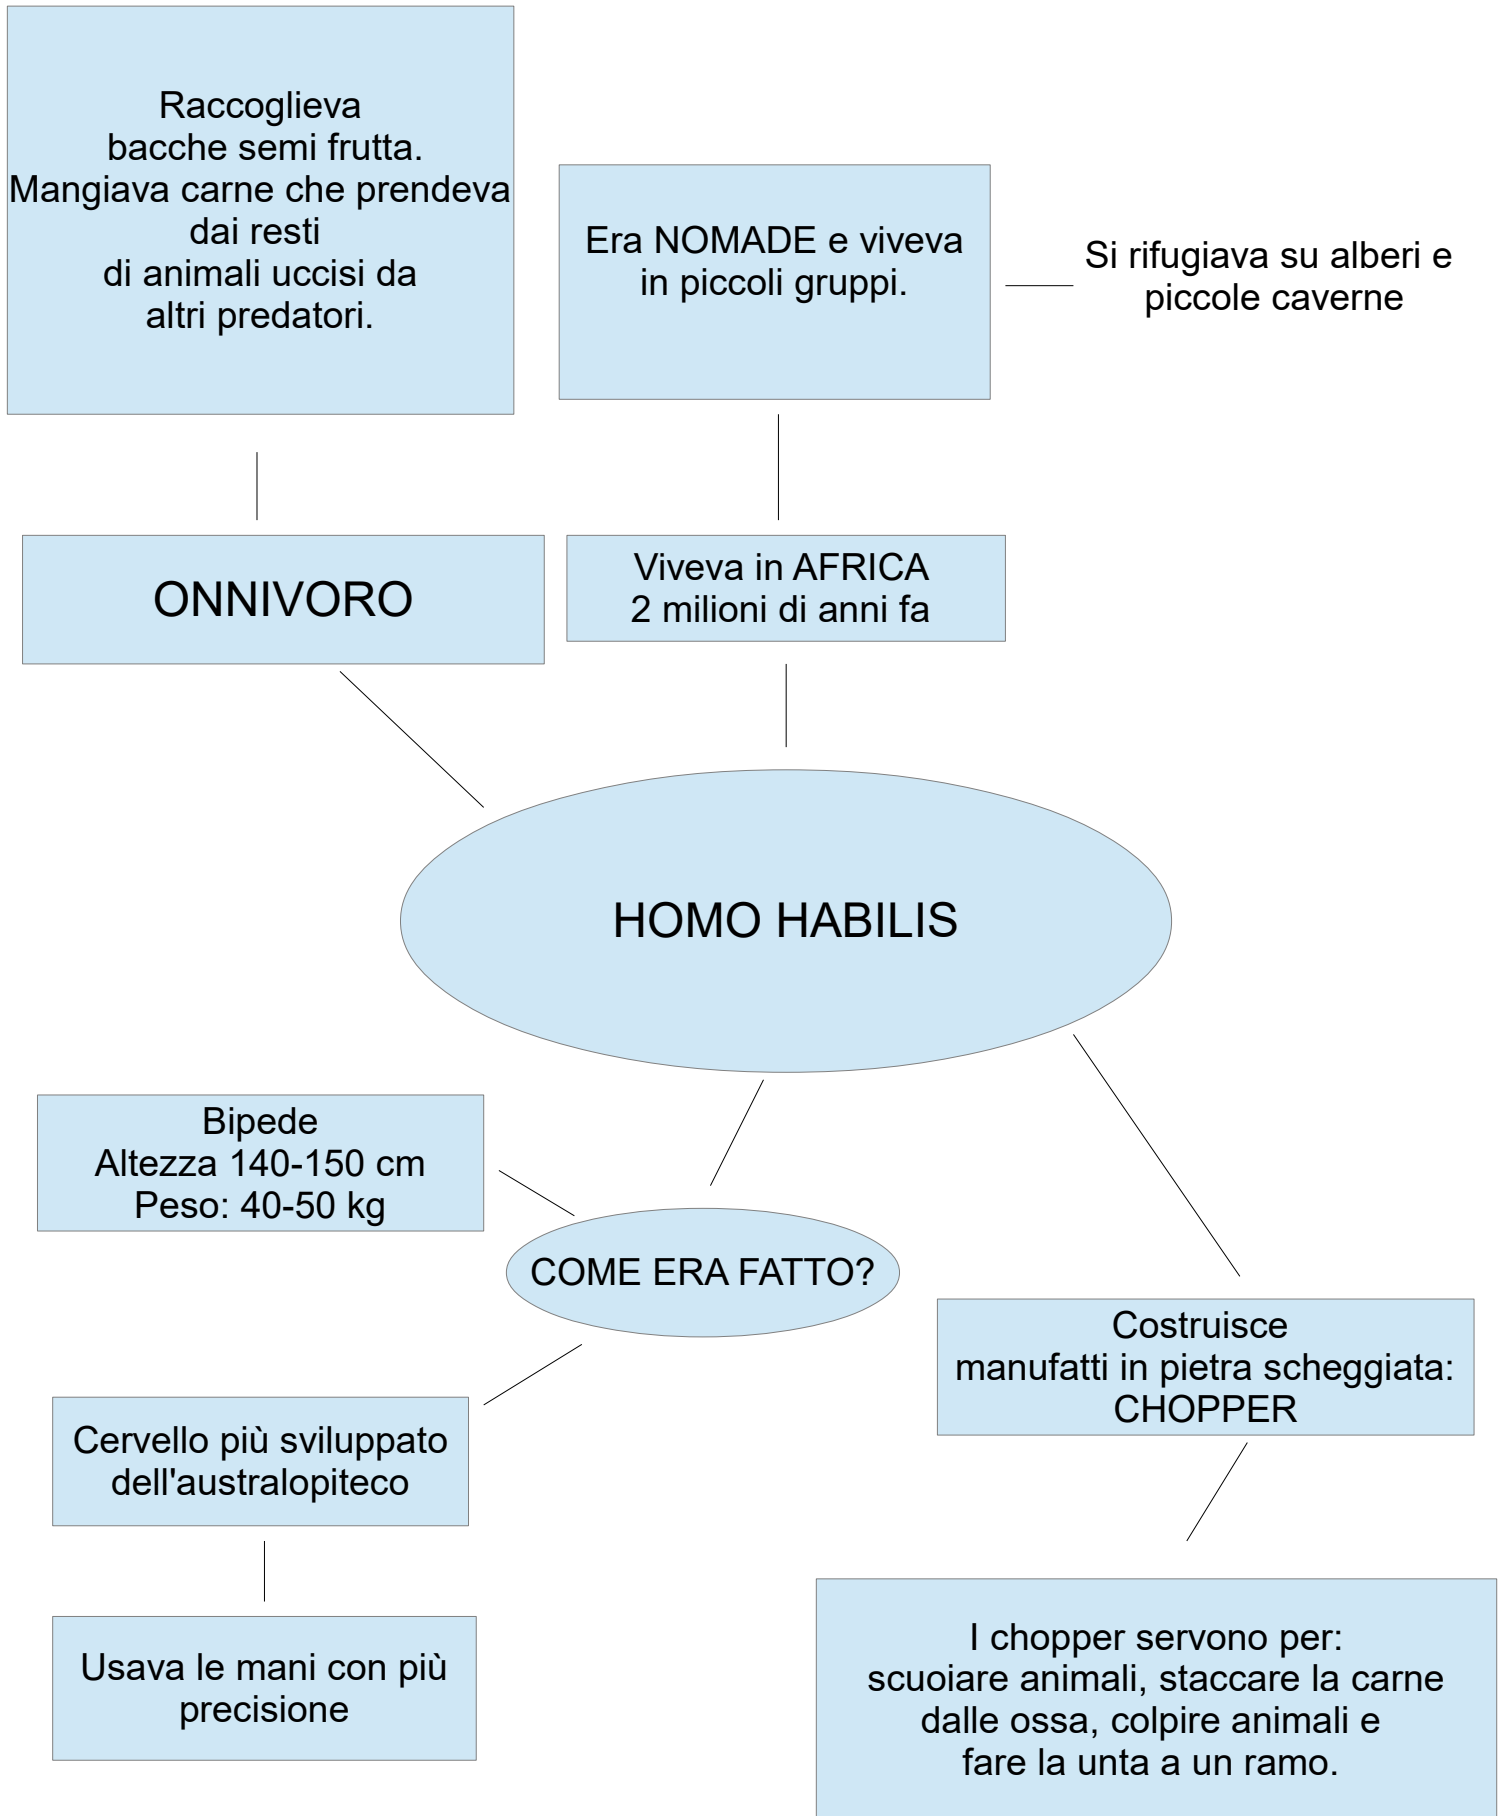 Raccoglieva
bacche semi frutta.
Mangiava carne che prendeva
dai resti
di animali uccisi da
altri predatori.
Era NOMADE e viveva
in piccoli gruppi.
Si rifugiava su alberi e
piccole caverne
ONNIVORO
Viveva in AFRICA
2 milioni di anni fa
HOMO HABILIS
Bipede
Altezza 140-150 cm
Peso: 40-50 kg
COME ERA FATTO?
Costruisce
manufatti in pietra scheggiata:
CHOPPER
Cervello più sviluppato
dell'australopiteco
Usava le mani con più
precisione
I chopper servono per:
scuoiare animali, staccare la carne
dalle ossa, colpire animali e
fare la unta a un ramo.